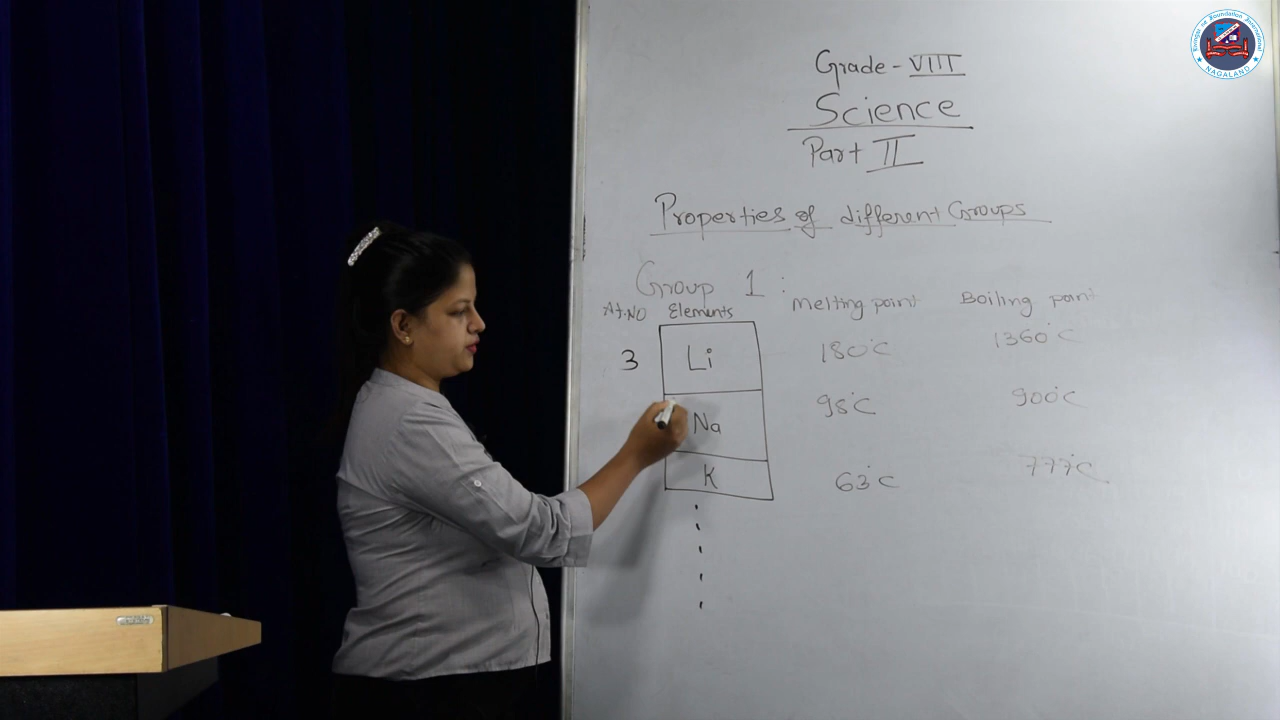 Grade - VIII
Science
Part II
Properties of different Groups
Group 1 :
At.NO Elements Melting point Boiling point
3 Li 180°C 1360°C
Na 98°C 900°C
K 63°C 777°C
NAGALAND